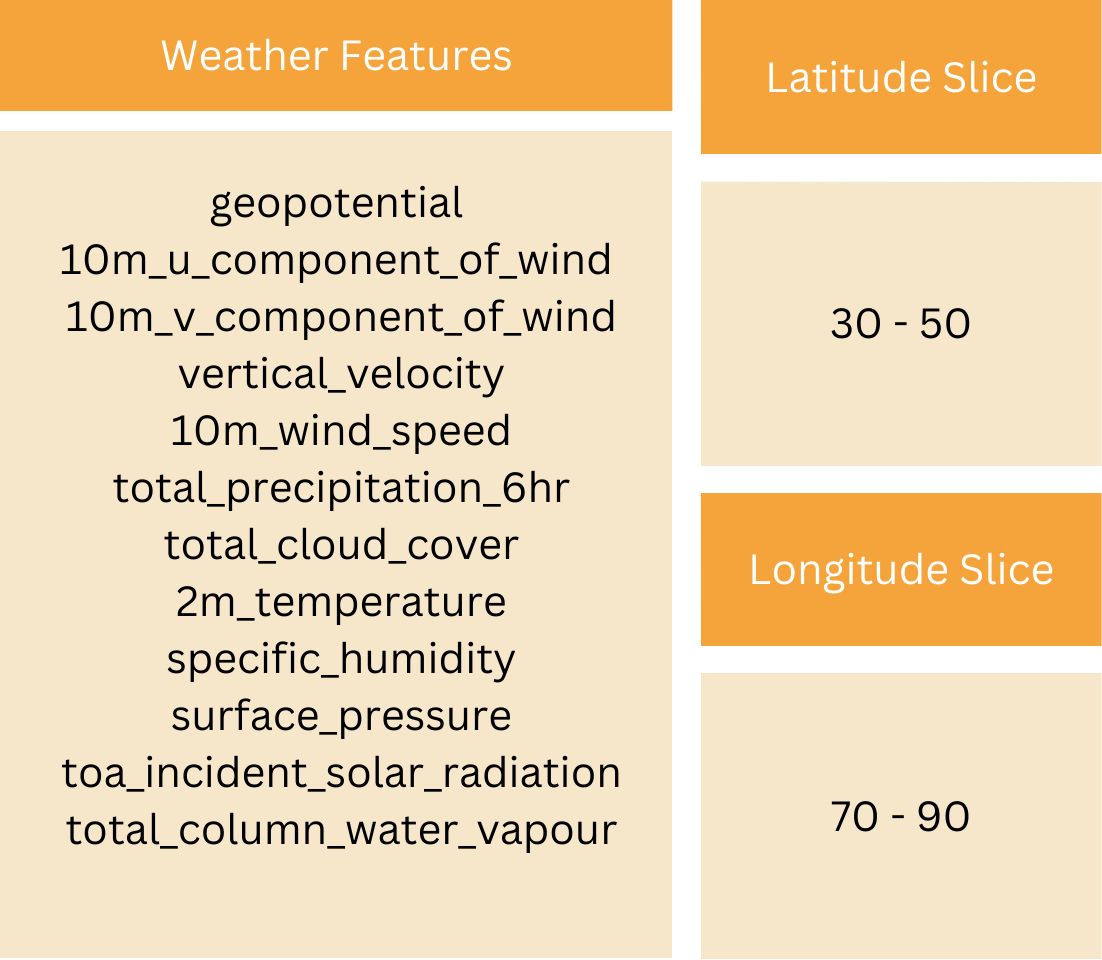 Weather Features
geopotential
10m_u_component_of_wind
10m_v_component_of_wind
vertical_velocity
10m_wind_speed
total_precipitation_6hr
total_cloud_cover
2m_temperature
specific_humidity
surface_pressure
toa_incident_solar_radiation
total_column_water_vapour
Latitude Slice
30 - 50
Longitude Slice
70 - 90